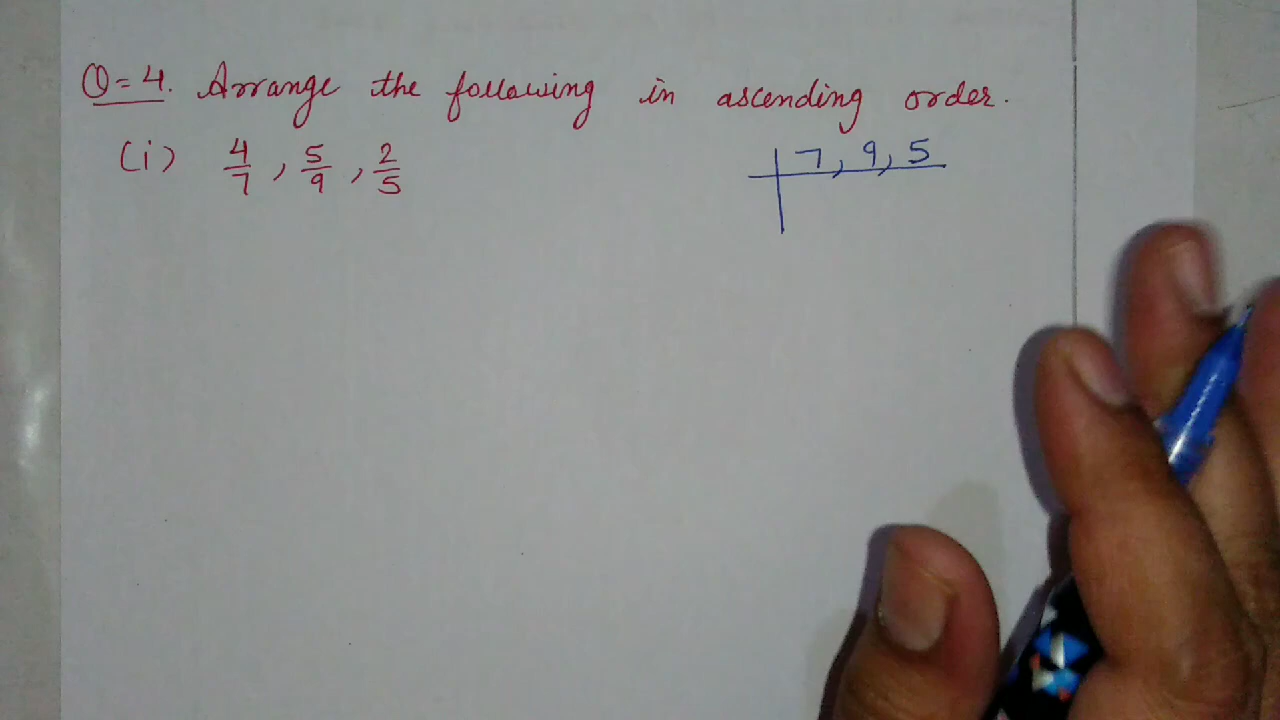 Q=4. Arrange the following in ascending order.
(i) 4/7, 5/9, 2/5
7, 9, 5